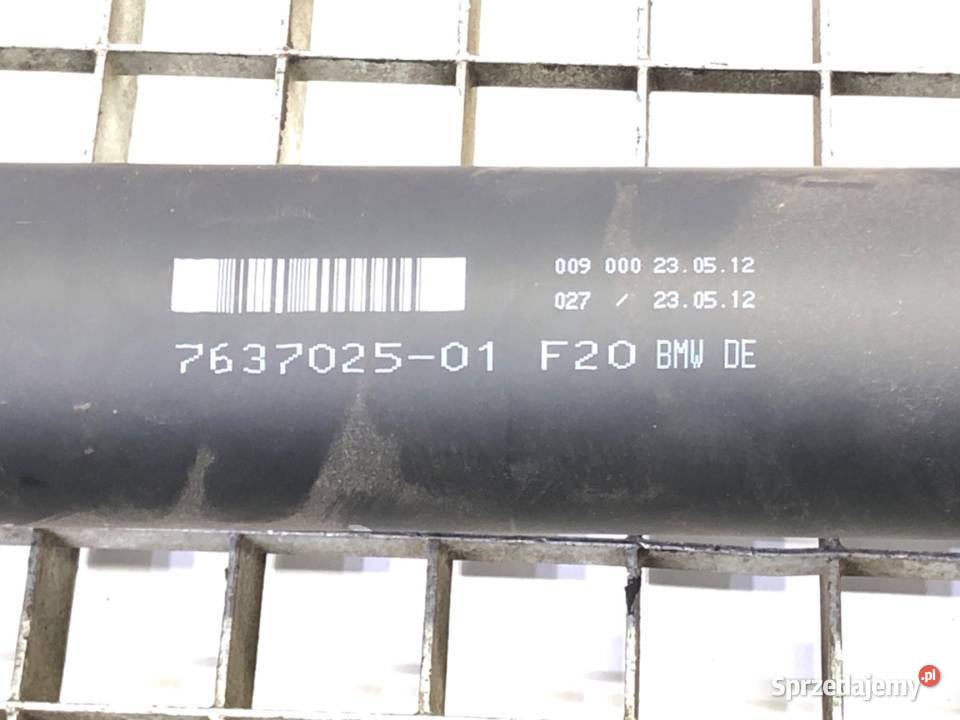 009 000 23.05.12
027 / 23.05.12
7637025-01 F20 BMW DE
Sprzedajemy.pl